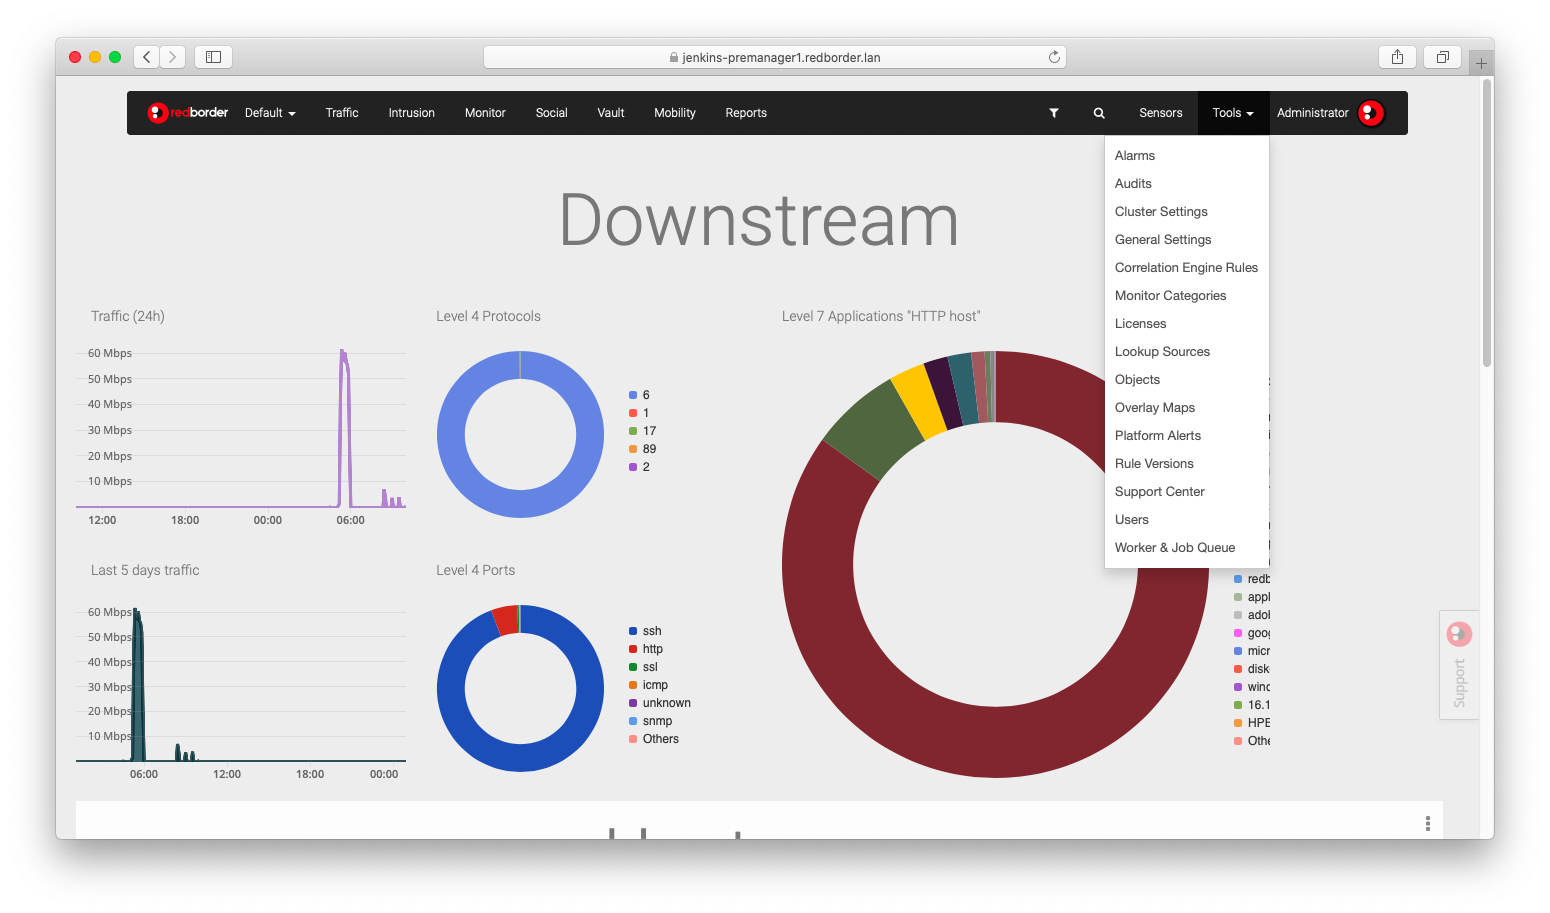 jenkins-premanager1.redborder.lan
redborder Default Traffic Intrusion Monitor Social Vault Mobility Reports Sensors Tools Administrator
Alarms
Audits
Cluster Settings
General Settings
Correlation Engine Rules
Monitor Categories
Licenses
Lookup Sources
Objects
Overlay Maps
Platform Alerts
Rule Versions
Support Center
Users
Worker & Job Queue
Downstream
Traffic (24h)
60 Mbps
50 Mbps
40 Mbps
30 Mbps
20 Mbps
10 Mbps
12:00 18:00 00:00 06:00
Level 4 Protocols
6
1
17
89
2
Level 7 Applications "HTTP host"
redb
appl
adol
goog
micr
disk
wind
16.1
HPE
Othe
Last 5 days traffic
60 Mbps
50 Mbps
40 Mbps
30 Mbps
20 Mbps
10 Mbps
06:00 12:00 18:00 00:00
Level 4 Ports
ssh
http
ssl
icmp
unknown
snmp
Others
Support